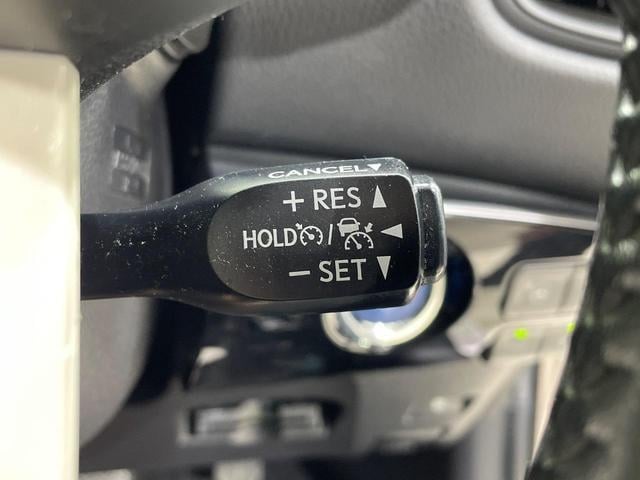 CANCEL▼
+ RES ▲
HOLD / ◀
− SET ▼